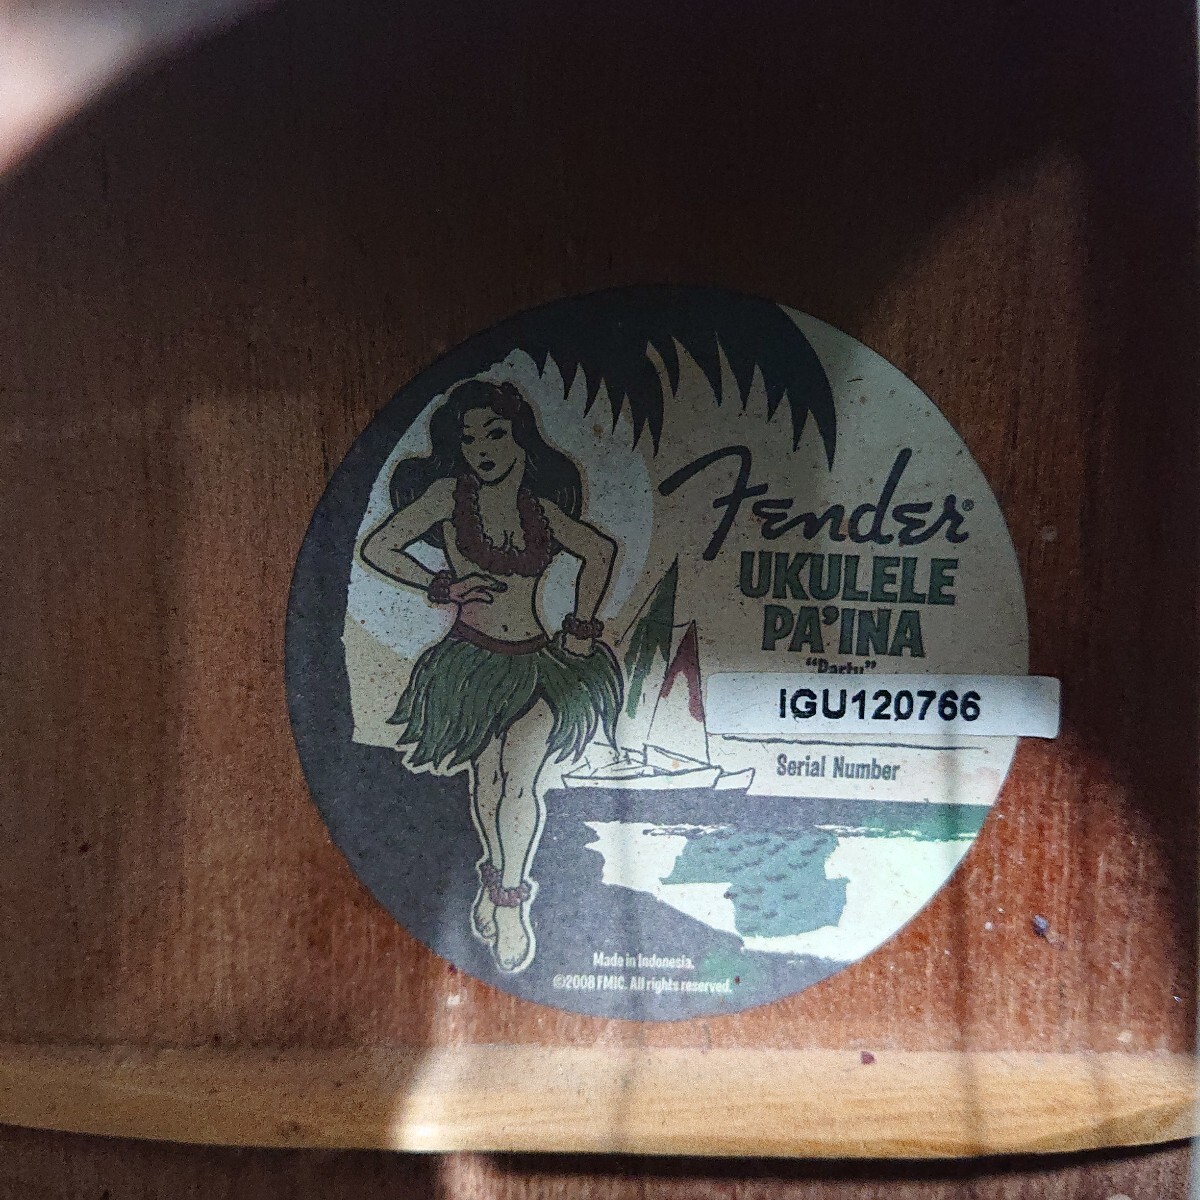 Fender®
UKULELE
PA'INA
"Party"
IGU120766
Serial Number
Made in Indonesia.
©2008 FMIC. All rights reserved.